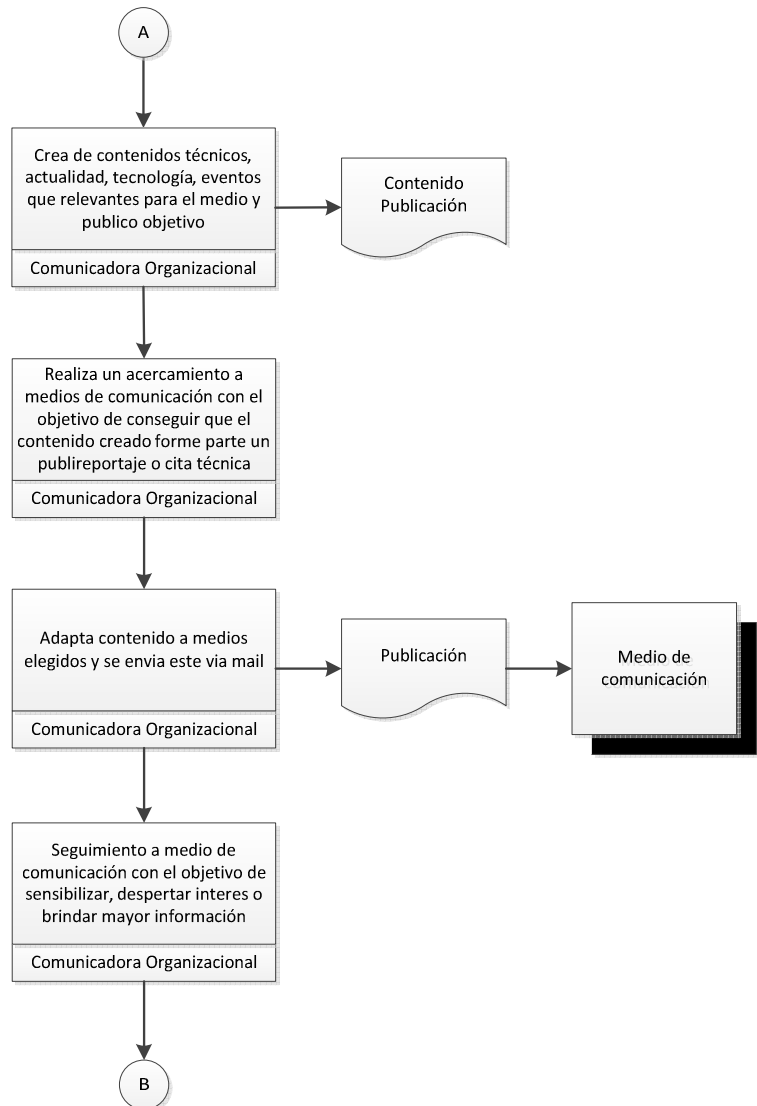 A
Crea de contenidos técnicos,
actualidad, tecnología, eventos
que relevantes para el medio y
publico objetivo
Comunicadora Organizacional
Contenido
Publicación
Realiza un acercamiento a
medios de comunicación con el
objetivo de conseguir que el
contenido creado forme parte un
publireportaje o cita técnica
Comunicadora Organizacional
Adapta contenido a medios
elegidos y se envia este via mail
Comunicadora Organizacional
Publicación
Medio de
comunicación
Seguimiento a medio de
comunicación con el objetivo de
sensibilizar, despertar interes o
brindar mayor información
Comunicadora Organizacional
B